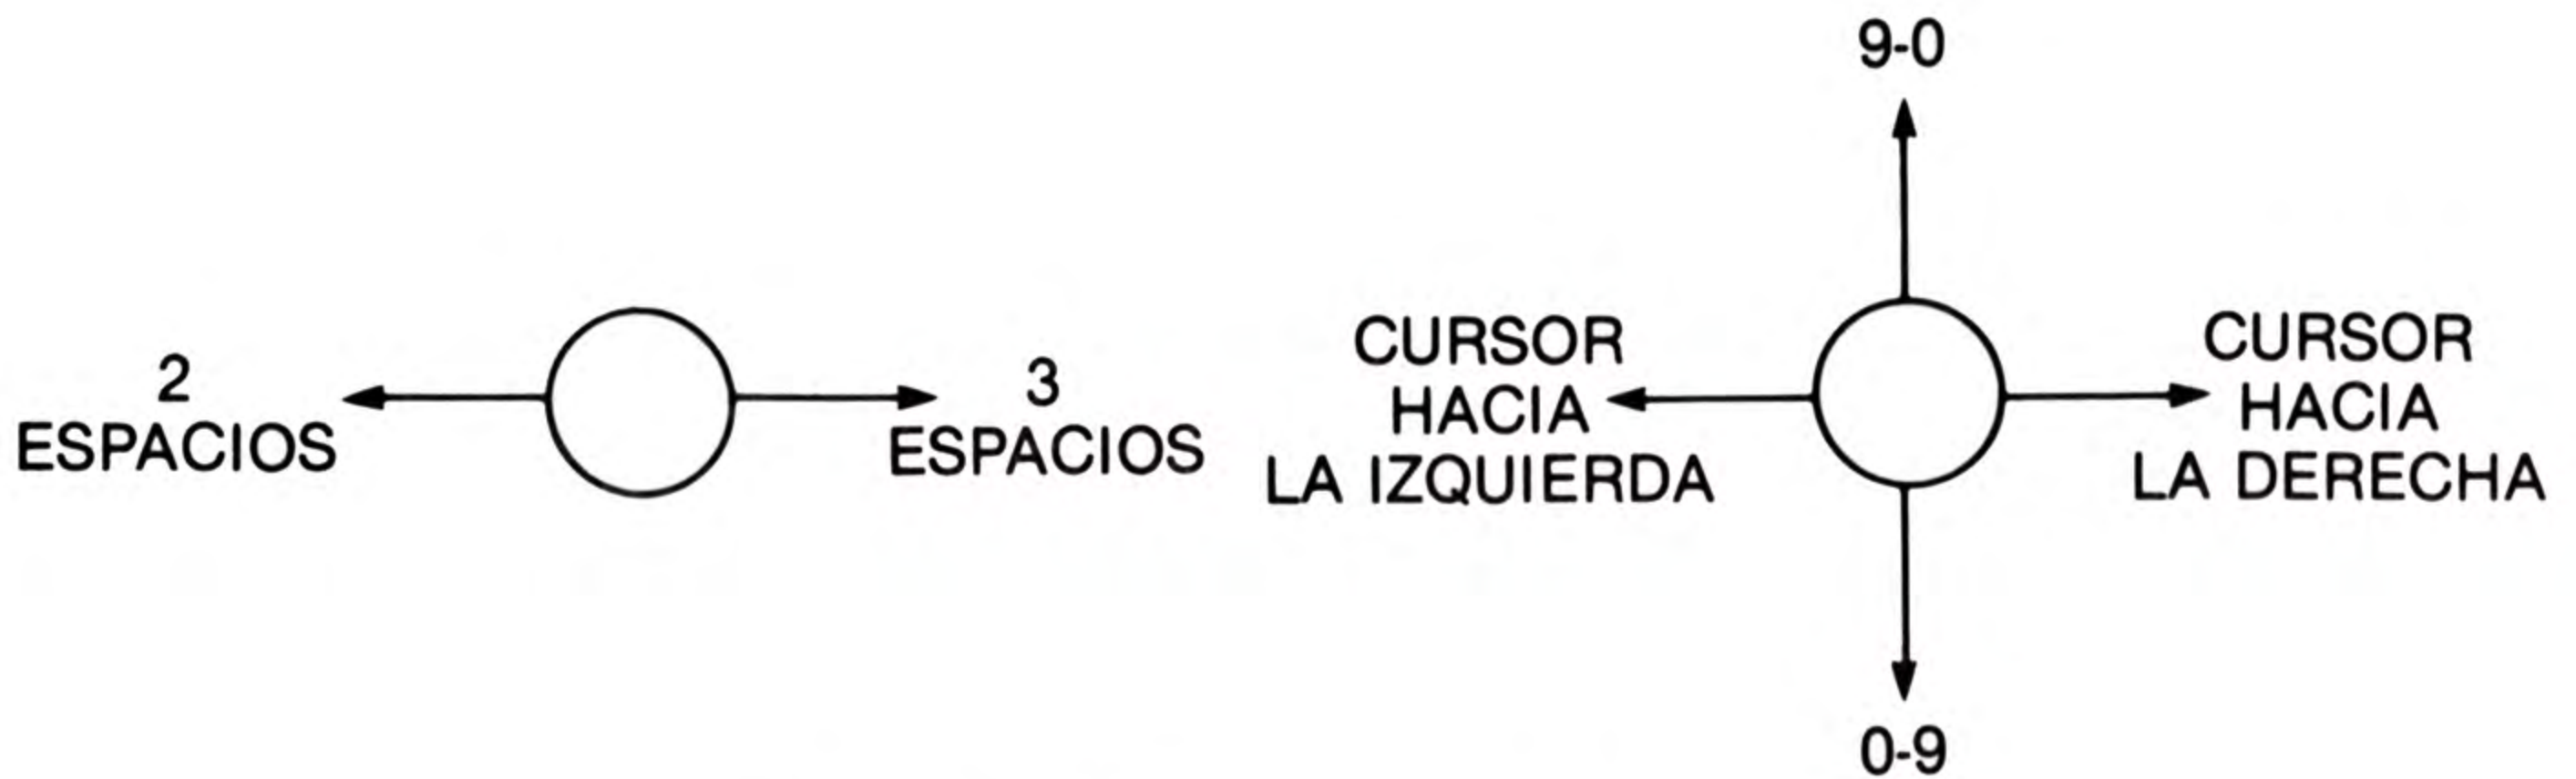 2
ESPACIOS
3
ESPACIOS
9-0
CURSOR
HACIA
LA IZQUIERDA
CURSOR
HACIA
LA DERECHA
0-9